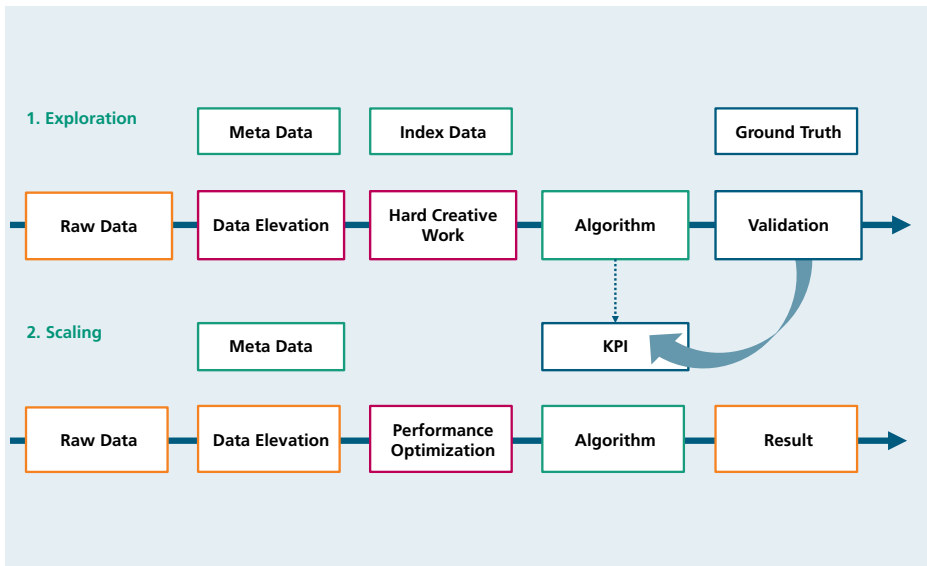 1. Exploration
Meta Data
Index Data
Ground Truth
Raw Data
Data Elevation
Hard Creative
Work
Algorithm
Validation
2. Scaling
Meta Data
KPI
Raw Data
Data Elevation
Performance
Optimization
Algorithm
Result